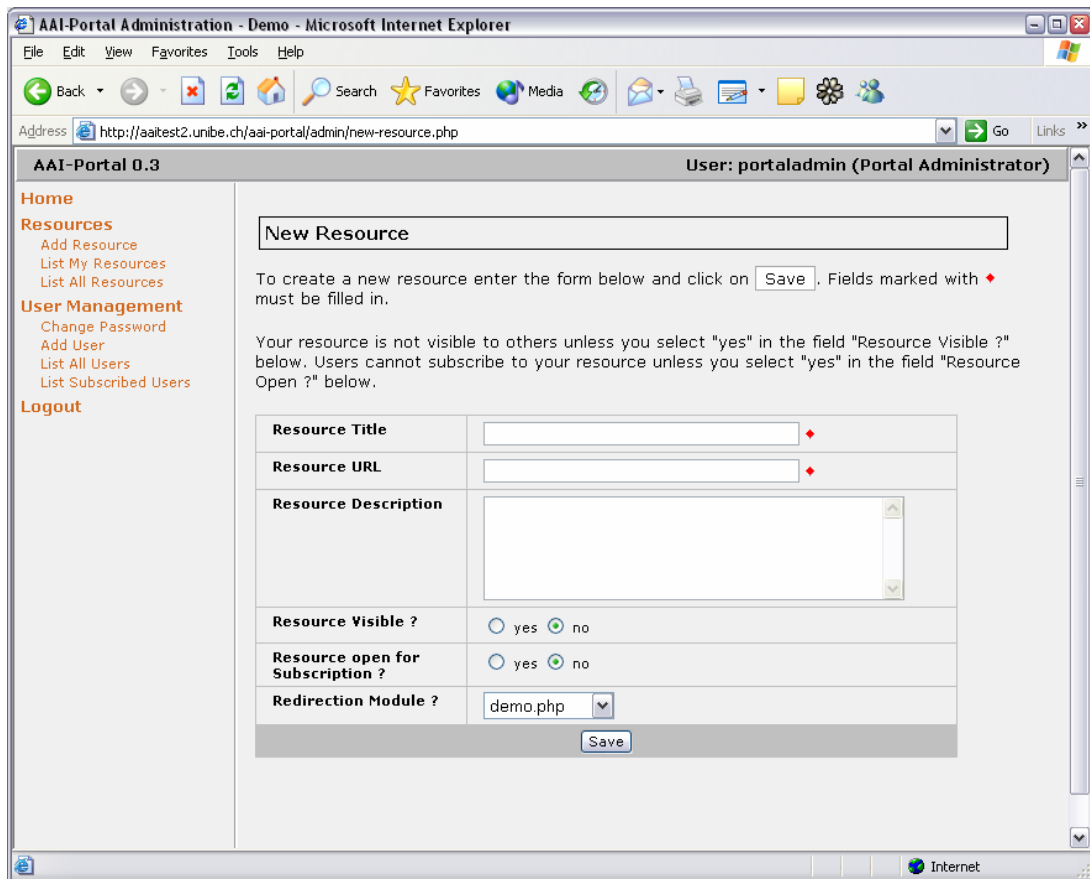 AAI-Portal Administration - Demo - Microsoft Internet Explorer
File Edit View Favorites Tools Help
Back Search Favorites Media
Address http://aaitest2.unibe.ch/aai-portal/admin/new-resource.php Go Links »
AAI-Portal 0.3 User: portaladmin (Portal Administrator)
Home
Resources
Add Resource
List My Resources
List All Resources
User Management
Change Password
Add User
List All Users
List Subscribed Users
Logout
New Resource
To create a new resource enter the form below and click on Save . Fields marked with ♦
must be filled in.
Your resource is not visible to others unless you select "yes" in the field "Resource Visible ?"
below. Users cannot subscribe to your resource unless you select "yes" in the field "Resource
Open ?" below.
Resource Title ♦
Resource URL ♦
Resource Description
Resource Visible ? yes no
Resource open for
Subscription ? yes no
Redirection Module ? demo.php
Save
Internet